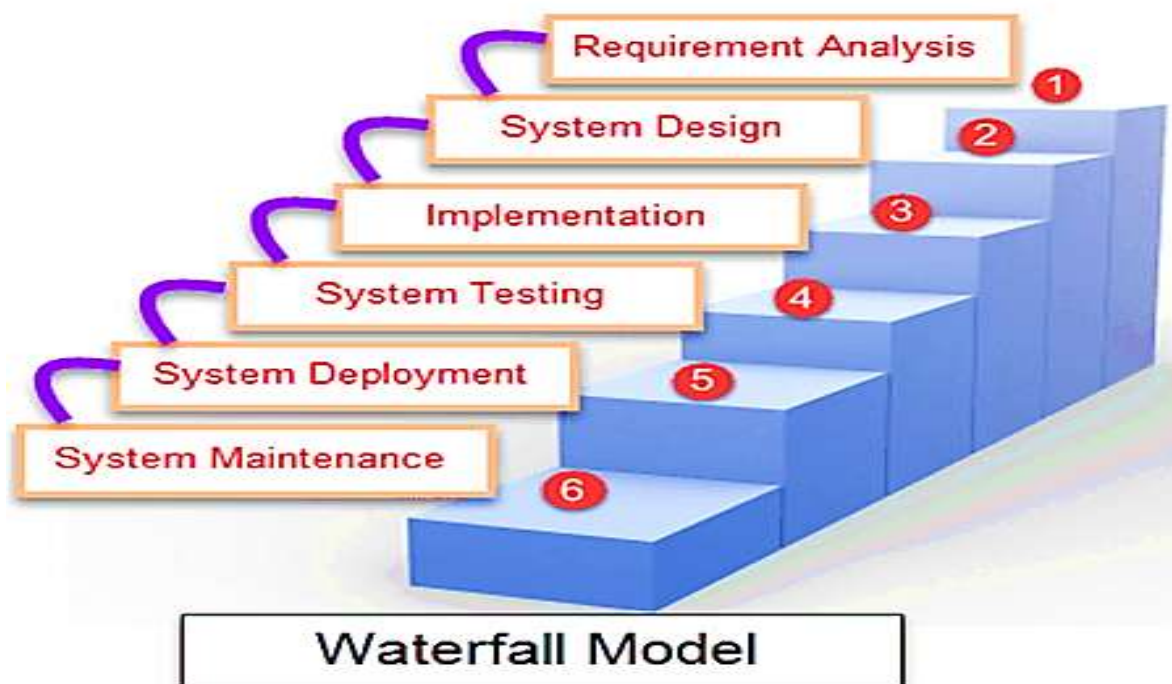 Requirement Analysis
1
System Design
2
Implementation
3
System Testing
4
System Deployment
5
System Maintenance
6
Waterfall Model